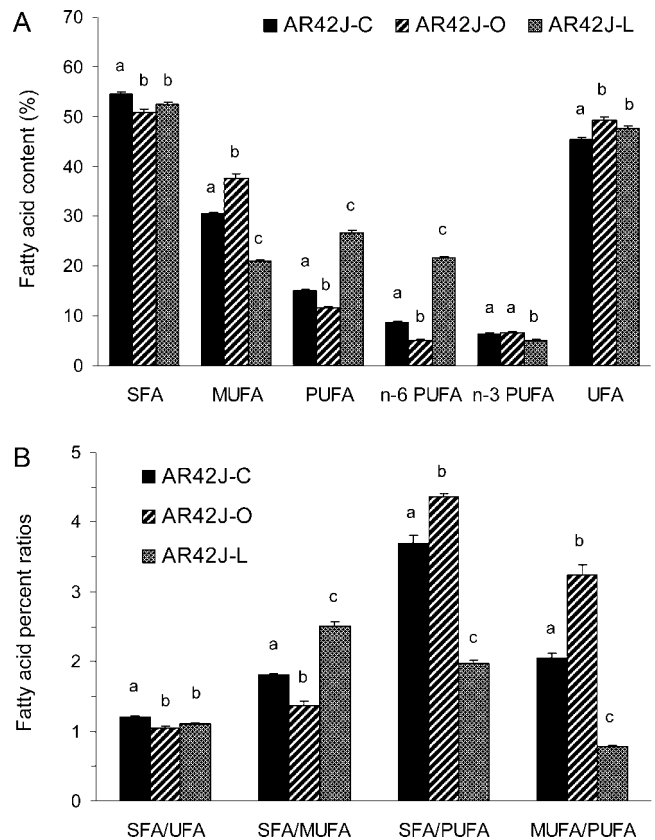 A
AR42J-C AR42J-O AR42J-L
Fatty acid content (%)
70
60
50
40
30
20
10
0
a b b
a b c
a b c
a b c
a a b
a b b
SFA MUFA PUFA n-6 PUFA n-3 PUFA UFA
B
AR42J-C
AR42J-O
AR42J-L
Fatty acid percent ratios
5
4
3
2
1
0
a b b
a b c
a b c
a b c
SFA/UFA SFA/MUFA SFA/PUFA MUFA/PUFA